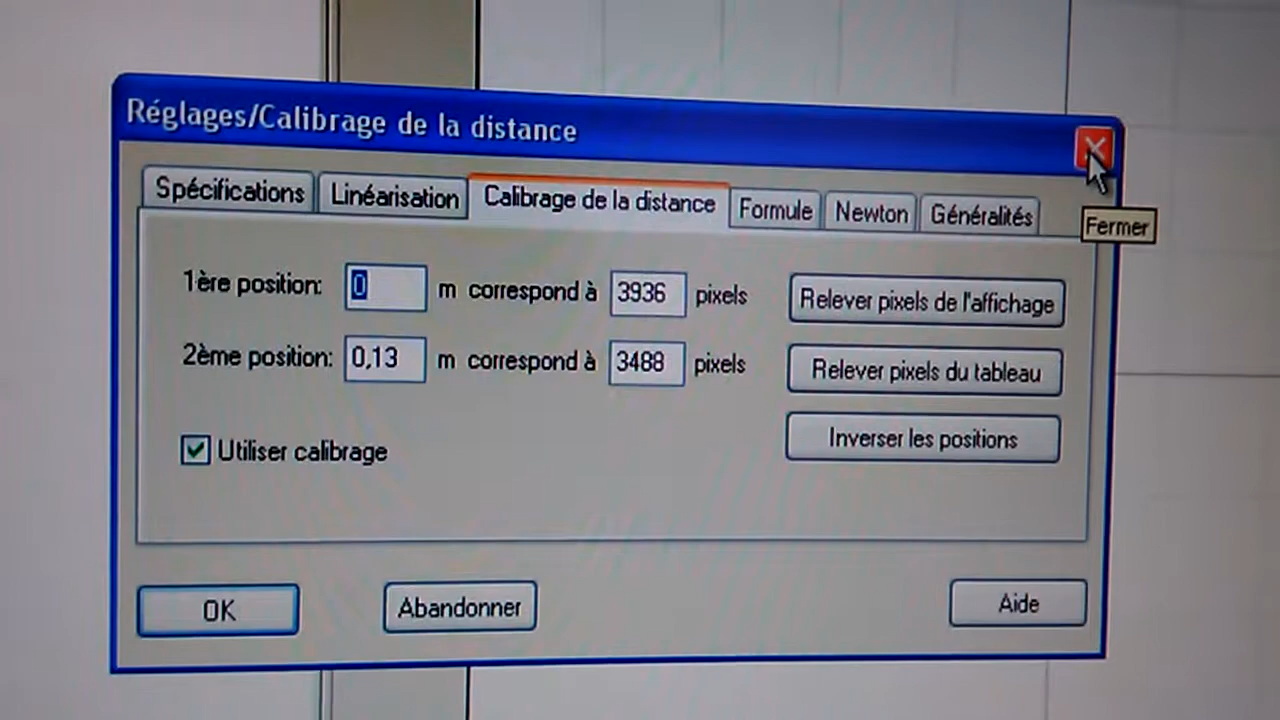 Réglages/Calibrage de la distance
Spécifications Linéarisation Calibrage de la distance Formule Newton Généralités
Fermer
1ère position: 0 m correspond à 3936 pixels Relever pixels de l'affichage
2ème position: 0,13 m correspond à 3488 pixels Relever pixels du tableau
Inverser les positions
Utiliser calibrage
OK Abandonner Aide